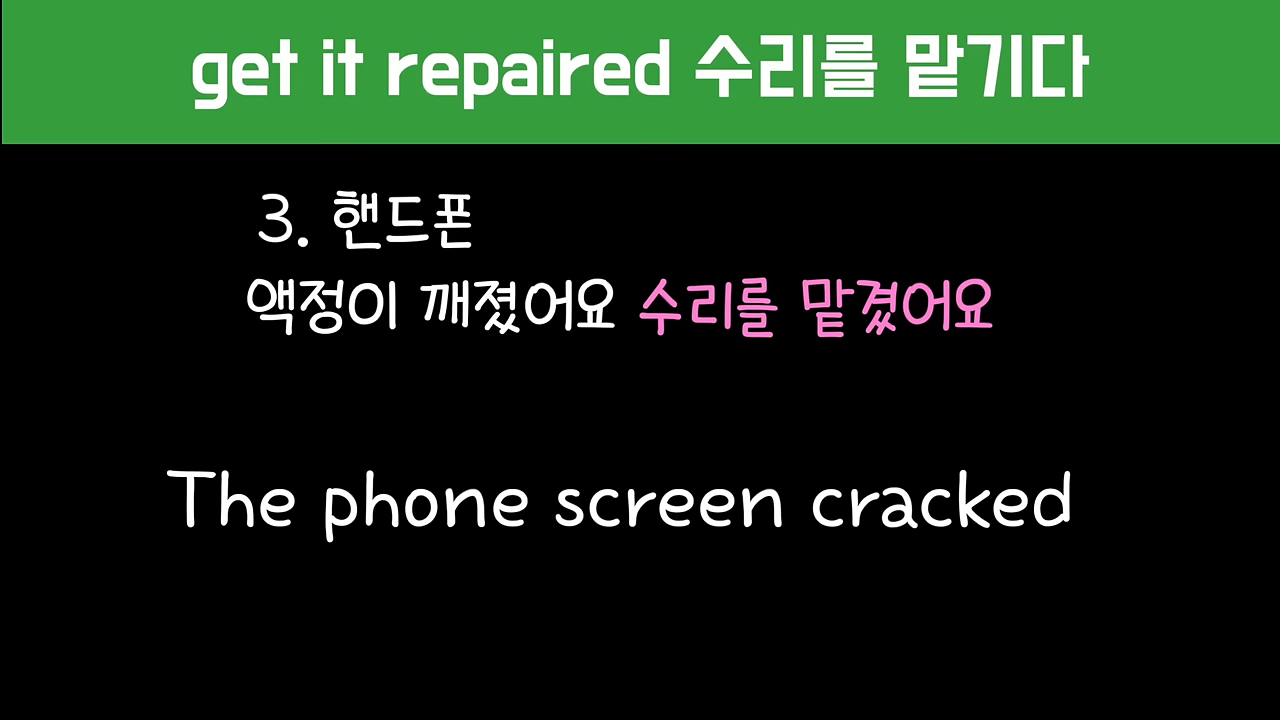 get it repaired 수리를 맡기다
3. 핸드폰
액정이 깨졌어요 수리를 맡겼어요
The phone screen cracked